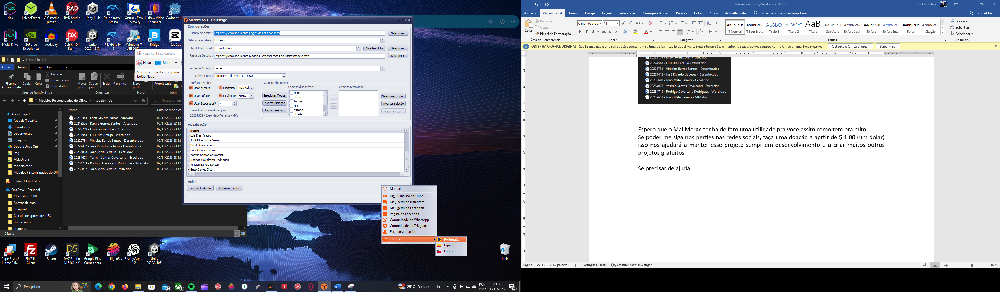 Nox
balenaEtcher
VLC media player
RAD Studio 11
Unity Hub
Dolphin.exe - Atalho
Ontrack Easy Recovery
HitPaw Video Enhancer
Godot_v4.1
Multi-Drive
GeForce Experience
Audacity
Delphi 10.1 Berlin
Unity 2022.1.23f1
REsident Evil 2
Windows 7 USB DVD
Bridge
CapCut
Ferramenta de Captura
Novo
Modo
Selecione o modo de captura u
botão Novo.
modelo mdb
Arquivo
Início
Compartilhar
Exibir
Fixar no Acesso rápido
Copiar
Colar
Recortar
Copiar caminho
Colar atalho
Mover para
Copiar para
Excluir
Renomear
Nova pasta
Propriedades
Área de Transferência
Organizar
Novo
Abrir
Modelos Personalizados do Office > modelo mdb
Pesquisar em
Acesso rápido
Área de Trabalho
Downloads
Documentos
Imagens
Google Drive (G:)
img
MalaDireta
modelo mdb
Modelos Personalizados do Off
Creative Cloud Files
OneDrive - Personal
Alternativo 2009
Anexos de email
Bluepixel
Calculo de aprovados UFS
Documentos
Imagens
Nome
Data de modifica
20218463 - Erick Oliveira Barros - VBA.doc 09/11/2023 23:12
20218526 - Danilo Gomes Santos - Artes.doc 09/11/2023 23:12
20223759 - Enzo Gomes Dias - Artes.doc 09/11/2023 23:12
20224563 - Luis Dias Araujo - Word.doc 09/11/2023 23:12
20225731 - Vinicius Barros Santos - Desenho.doc 09/11/2023 23:12
20227412 - José Ricardo de Jesus - Desenho.doc 09/11/2023 23:12
20233698 - Joao Melo Ferreira - Excel.doc 09/11/2023 23:12
20234673 - Yasmin Santos Cavalcanti - Excel.doc 09/11/2023 23:12
20234713 - Rodrigo Cavalcanti Rodrigues - Word.doc 09/11/2023 23:12
20239632 - Joao Melo Ferreira - VBA.doc 09/11/2023 23:12
10 itens
Slater::Tools - MailMerge
Configurações
Banco de dados: C:\Users\richa\Documents\Logins de usuarios.mdb Selecionar
Selecione a tabela: Usuarios
Modelo do word: Exemplo.dotx Atualizar lista Selecionar
Pasta de Destino: C:\Users\richa\Documents\Modelos Personalizados do Office\modelo mdb Selecionar
Nome do Arquivo: nome
Salvar Como: Documento do Word (*.DOC)
Prefixo e Sufixo
Usar prefixo? Dinâmico? matricul
Usar sufixo? Dinâmico? curso
Usar Separador? -
Exemplo do nome do arquivo:
20239632 - Joao Melo Ferreira - VBA
Campos disponíveis
Campos disponíveis:
Campos removidos:
Selecionar Todos
Inverter seleção
limpar seleção
nome
curso
turma
pais
estado
cidade
>>
<<
Selecionar Todos
Inverter seleção
limpar seleção
Visualização
nome
Luis Dias Araujo
José Ricardo de Jesus
Danilo Gomes Santos
Erick Oliveira Barros
Yasmin Santos Cavalcanti
Rodrigo Cavalcanti Rodrigues
Vinicius Barros Santos
Enzo Gomes Dias
Ações
Criar mala direta
Visualizar pasta
Manual
Meu Canal no YouTube
Meu perfil no Instagram
Meu perfil no Facebook
Página no Facebook
Comunidade no WhatsApp
Comunidade no Telegram
Faça uma doação
Idioma
Português
Español
English
PaperScan 2 Home Edi...
FileZilla Client
Steam
DAZ Studio 4.16 (64-bit)
Google Play Games beta
IntelligenS...
RealityCapt... 1.2
Unity 2022.3.10f1
Lixeira
Pesquisar
24
1
25°C Parc. nublado
POR
PTB2
23:17
09/11/2023
20
Manual de Instruções.docx - Word
Richard Slater
Arquivo
Página Inicial
Inserir
Design
Layout
Referências
Correspondências
Revisão
Exibir
Ajuda
ActiveBarcode
Diga-me o que você deseja fazer
Compartilhar
Colar
Recortar
Copiar
Pincel de Formatação
Área de Transferência
Calibri (Corpo
11
N I S abc x₂ x²
Fonte
Parágrafo
AaBbCcDc ¶ Normal
AaBbCcDc ¶ Sem Esp...
AaBbCc Título 1
AaBbCcD Título 2
AaB Título
AaBbCcD Subtítulo
AaBbCcDc Ênfase Sutil
AaBbCcDc Ênfase
AaBbCcDc Ênfase Int...
AaBbCcDc Forte
AaBbCcDc Citação
Estilos
Localizar
Substituir
Selecionar
Editando
OBTENHA O OFFICE ORIGINAL Sua licença não é original e você pode ser uma vítima de falsificação de software. Evite interrupções e mantenha seus arquivos seguros com o Office original hoje mesmo. Obtenha o Office original Saiba mais
20223759 - Enzo Gomes Dias - Artes.doc
20224563 - Luis Dias Araujo - Word.doc
20225731 - Vinicius Barros Santos - Desenho.doc
20227412 - José Ricardo de Jesus - Desenho.doc
20233698 - Joao Melo Ferreira - Excel.doc
20234673 - Yasmin Santos Cavalcanti - Excel.doc
20234713 - Rodrigo Cavalcanti Rodrigues - Word.doc
20239632 - Joao Melo Ferreira - VBA.doc
Espero que o MailMerge tenha de fato uma utilidade pra você assim como tem pra mim.
Se poder me siga nos perfies nas redes sociais, faça uma doação a aprtir de $ 1,00 (um dolar)
isso nos ajudará a manter esse projeto sempr em desenvolvimento e a criar muitos outros
projetos gratuitos.
Se precisar de ajuda
Página 13 de 13
2562 palavras
Português (Brasil)
Acessibilidade: investigar
160%